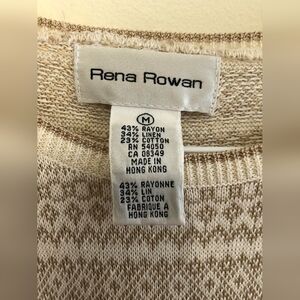 Rena Rowan
M
43% RAYON
34% LINEN
23% COTTON
RN 54050
CA 08349
MADE IN
HONG KONG
43% RAYONNE
34% LIN
23% COTON
FABRIQUE A
HONG KONG